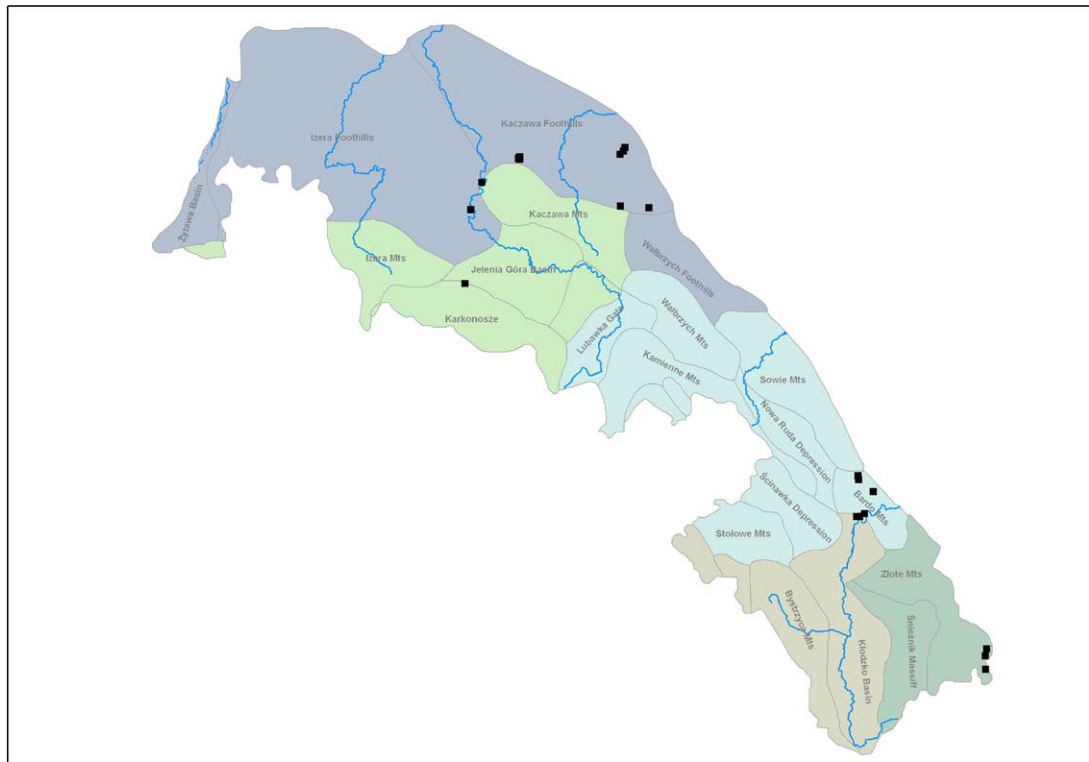 Kaczawa Foothills
Izera Foothills
Żytawa Basin
Kaczawa Mts
Izera Mts
Jelenia Góra Basin
Wałbrzych Foothills
Karkonosze
Lubawka Gate
Wałbrzych Mts
Kamienne Mts
Sowie Mts
Nowa Ruda Depression
Ścinawka Depression
Bardo Mts
Stołowe Mts
Złote Mts
Bystrzyca Mts
Kłodzko Basin
Śnieżnik Massiff